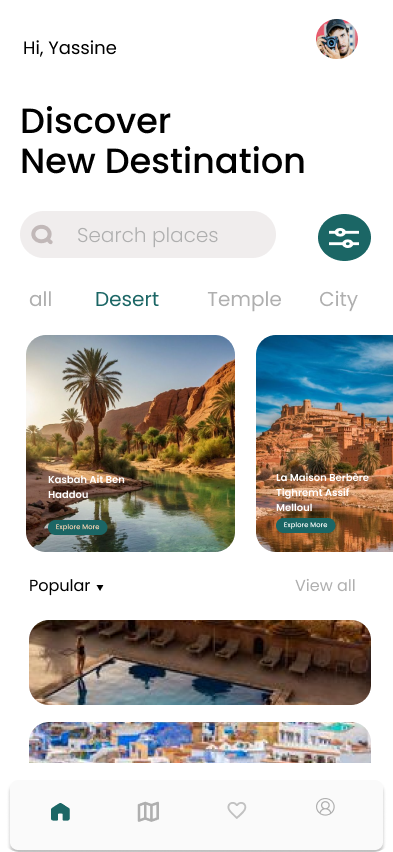 Hi, Yassine
Discover
New Destination
Search places
all Desert Temple City
Kasbah Ait Ben
Haddou
Explore More
La Maison Berbère
Tighremt Assif
Melloul
Explore More
Popular
View all